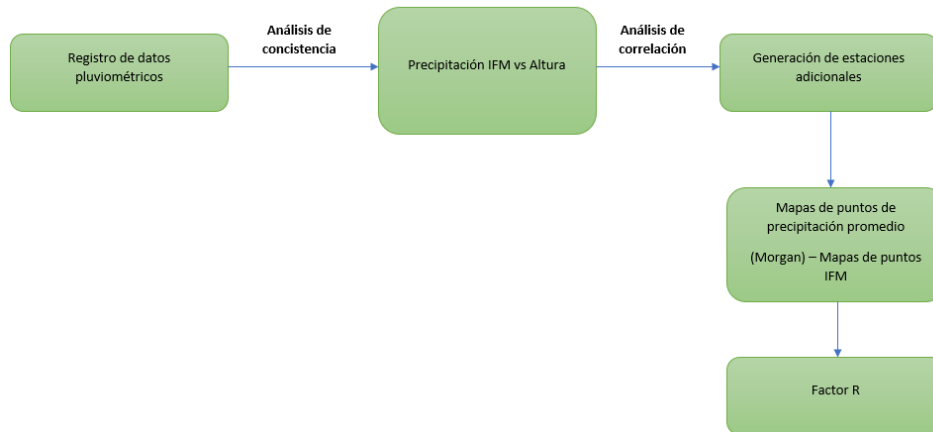 Registro de datos
pluviométricos
Análisis de
concistencia
Precipitación IFM vs Altura
Análisis de
correlación
Generación de estaciones
adicionales
Mapas de puntos de
precipitación promedio
(Morgan) – Mapas de puntos
IFM
Factor R